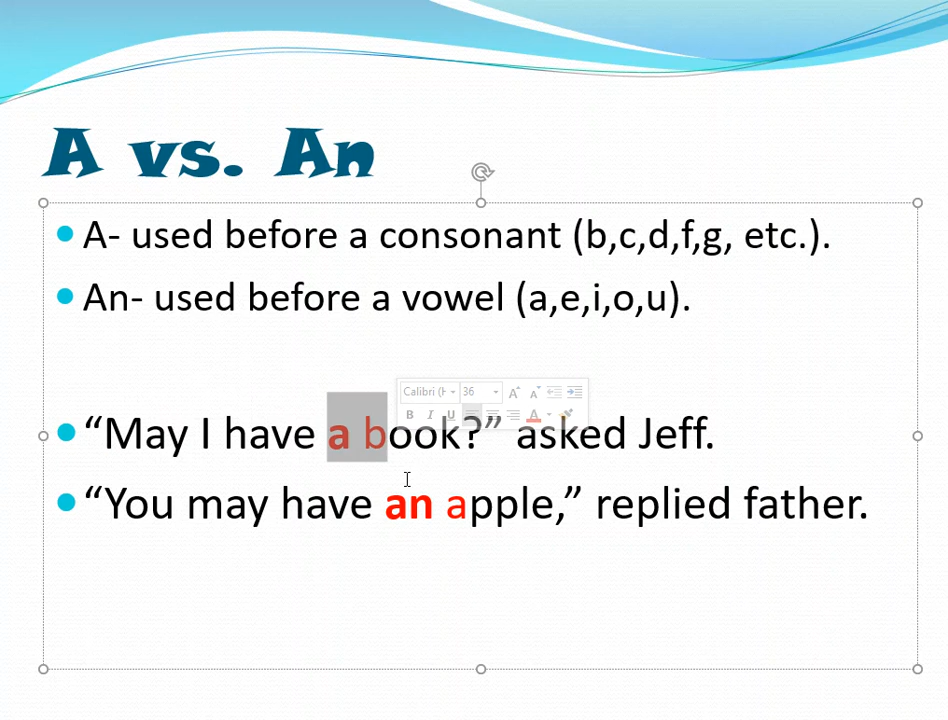 A vs. An
A- used before a consonant (b,c,d,f,g, etc.).
An- used before a vowel (a,e,i,o,u).
Calibri (H 36 A A
B I U A
“May I have a book?” asked Jeff.
“You may have an apple,” replied father.